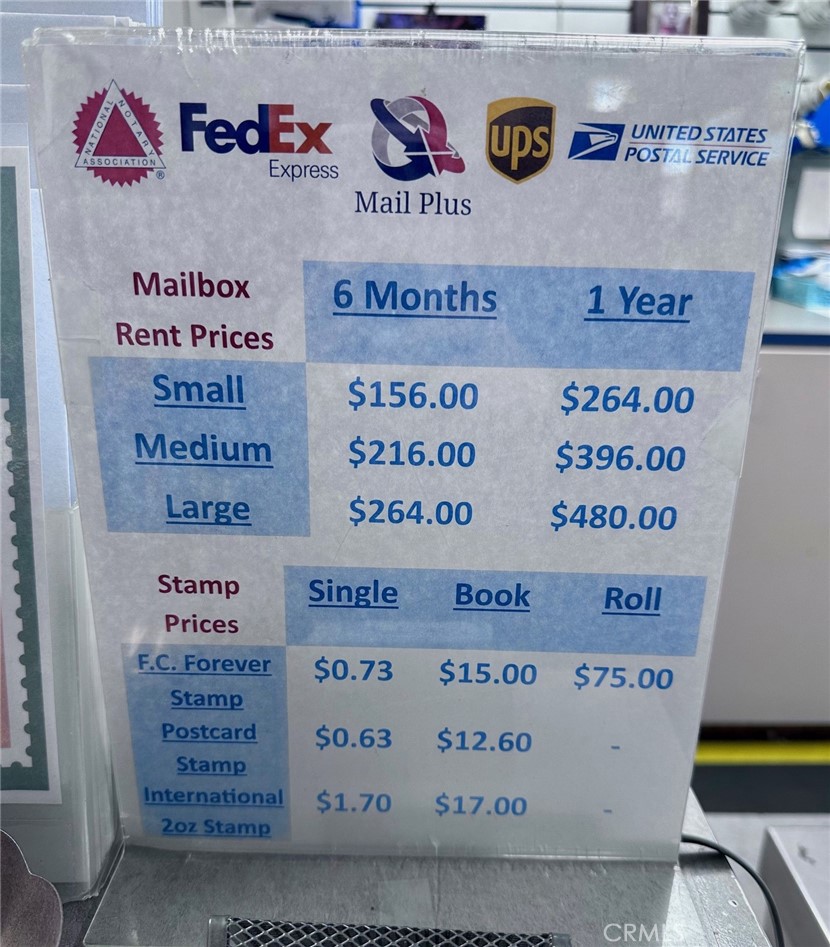 NATIONAL NOTARY
ASSOCIATION ®
FedEx
Express
Mail Plus
ups
UNITED STATES
POSTAL SERVICE
Mailbox
Rent Prices
6 Months 1 Year
Small $156.00 $264.00
Medium $216.00 $396.00
Large $264.00 $480.00
Stamp
Prices
Single Book Roll
F.C. Forever
Stamp
$0.73 $15.00 $75.00
Postcard
Stamp
$0.63 $12.60 -
International
2oz Stamp
$1.70 $17.00 -
CRMLS